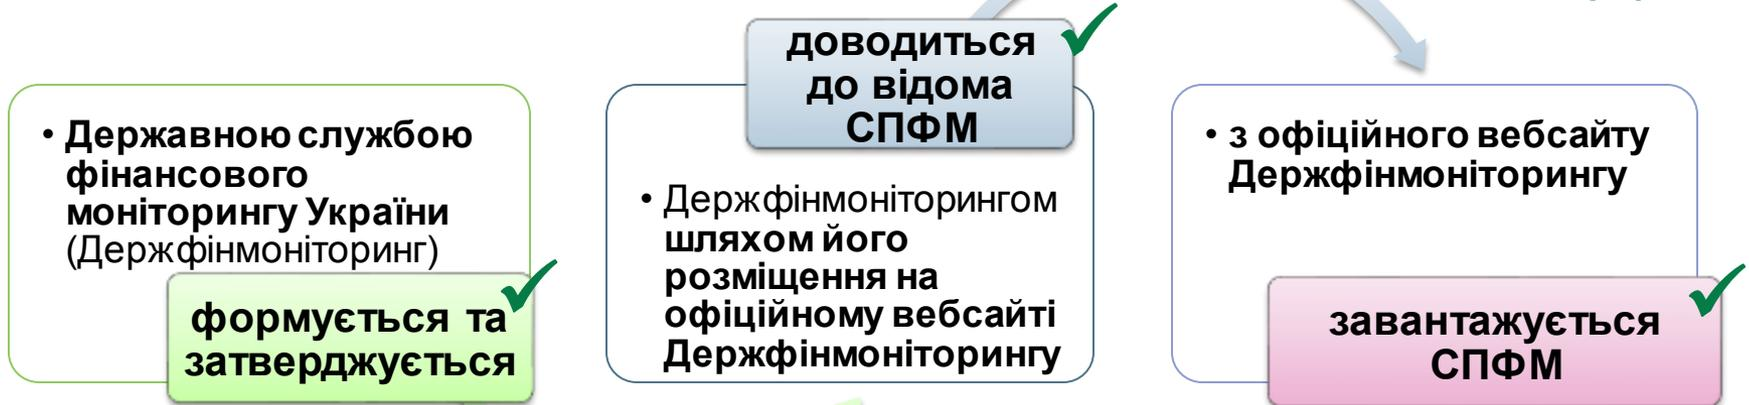 • Державною службою
фінансового
моніторингу України
(Держфінмоніторинг)
формується та
затверджується
доводиться
до відома
СПФМ
• Держфінмоніторингом
шляхом його
розміщення на
офіційному вебсайті
Держфінмоніторингу
• з офіційного вебсайту
Держфінмоніторингу
завантажується
СПФМ